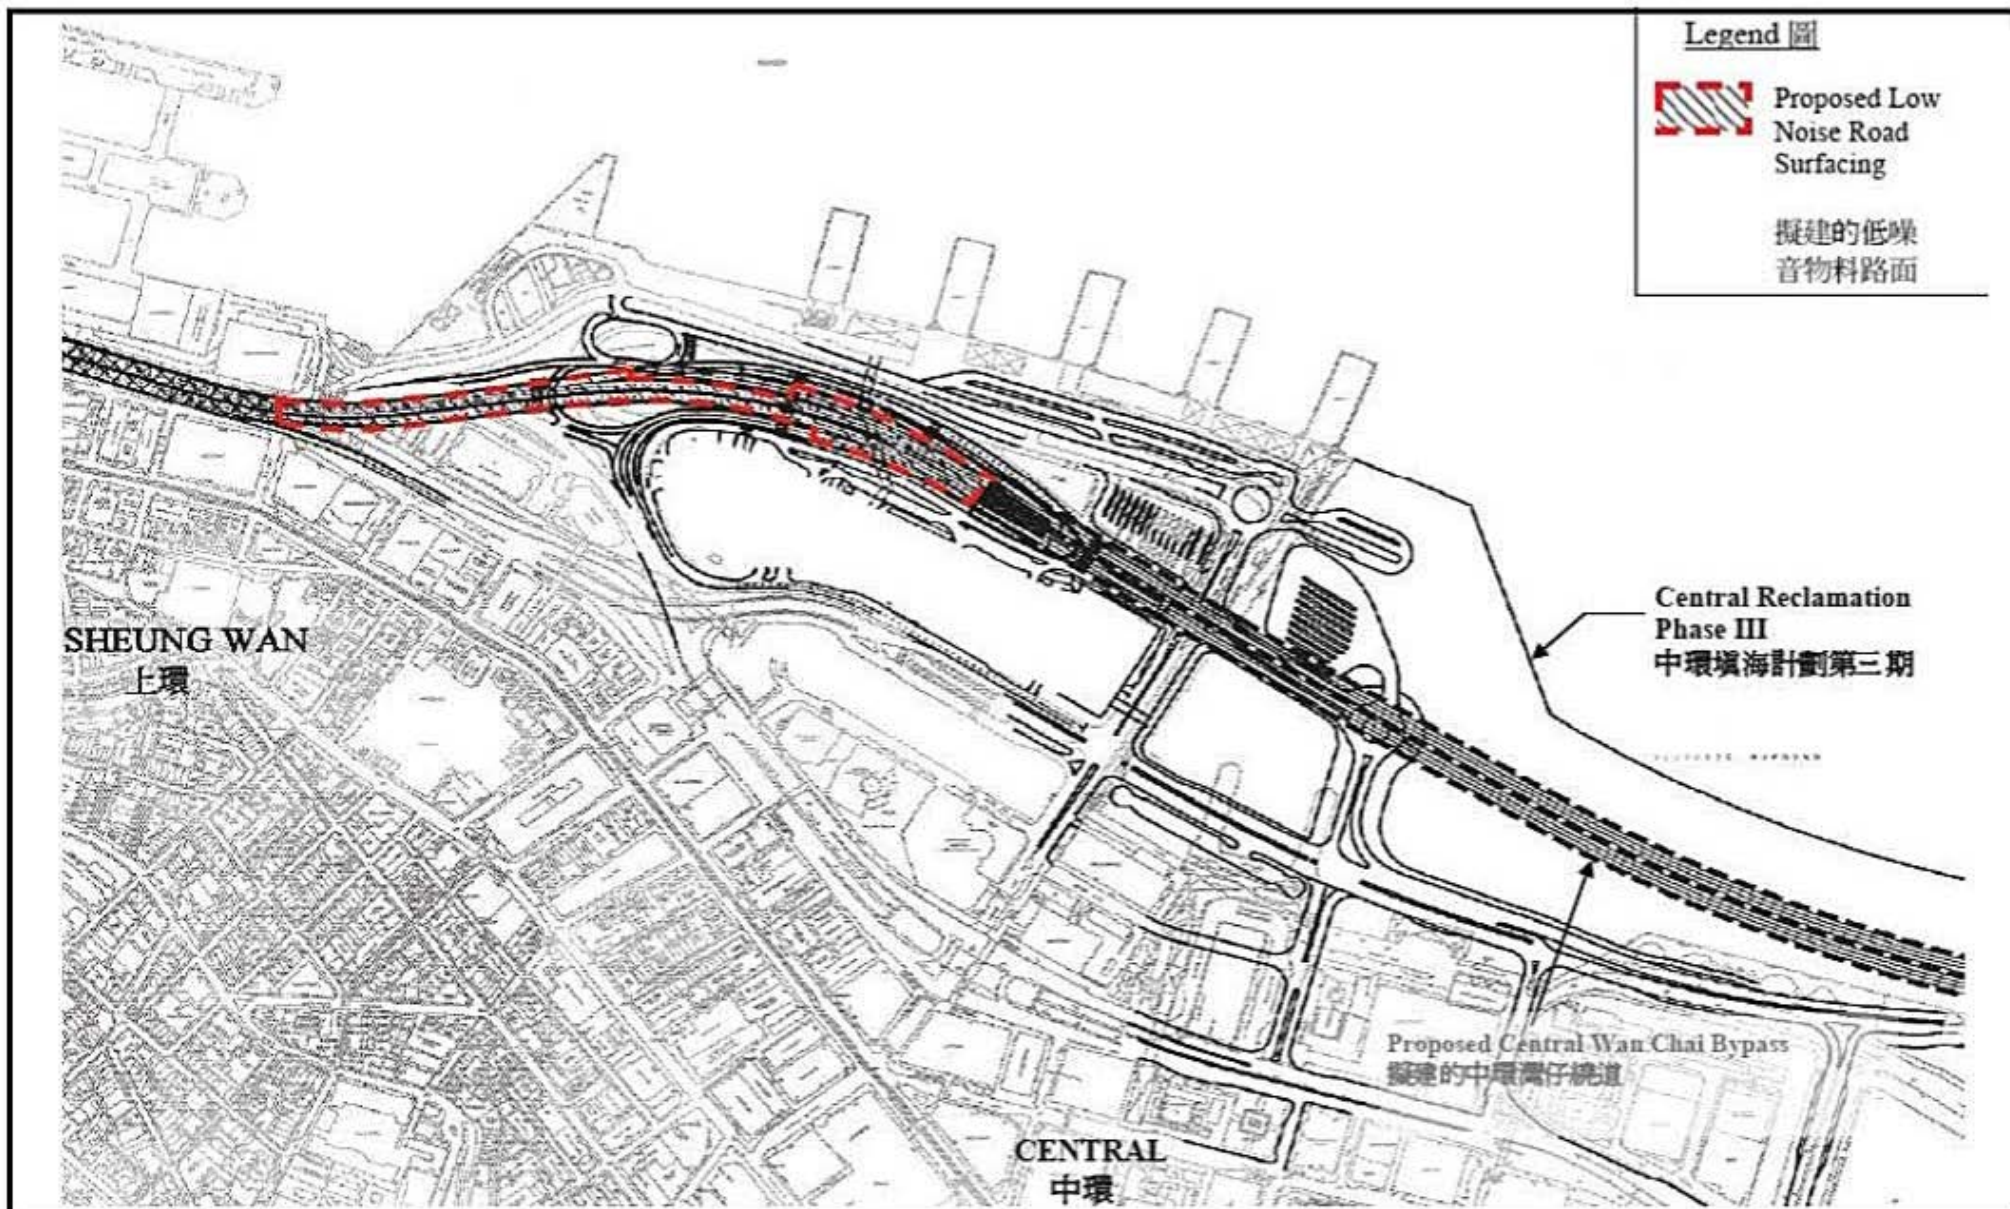 Legend 圖
Proposed Low
Noise Road
Surfacing
擬建的低噪
音物料路面
Central Reclamation
Phase III
中環填海計劃第三期
SHEUNG WAN
上環
Proposed Central Wan Chai Bypass
擬建的中環灣仔繞道
CENTRAL
中環